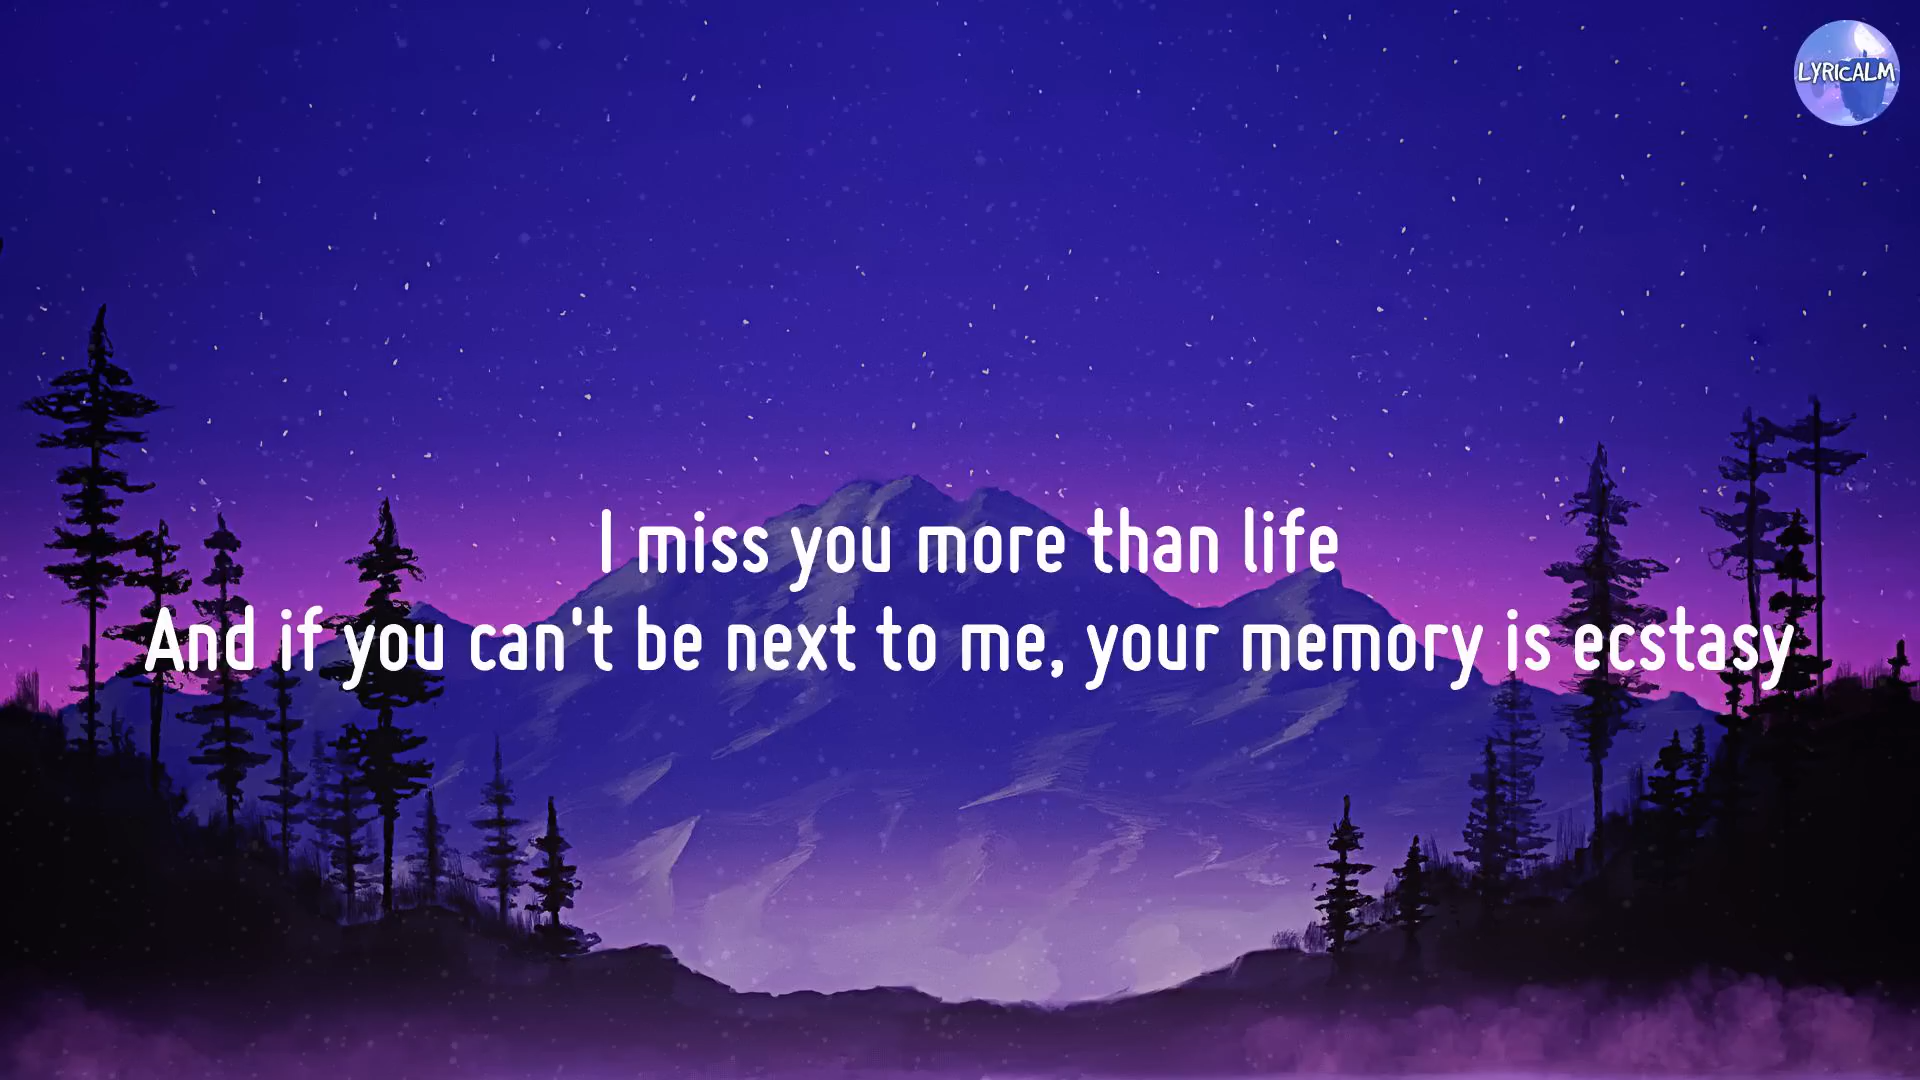 LYRICALM
I miss you more than life
And if you can't be next to me, your memory is ecstasy